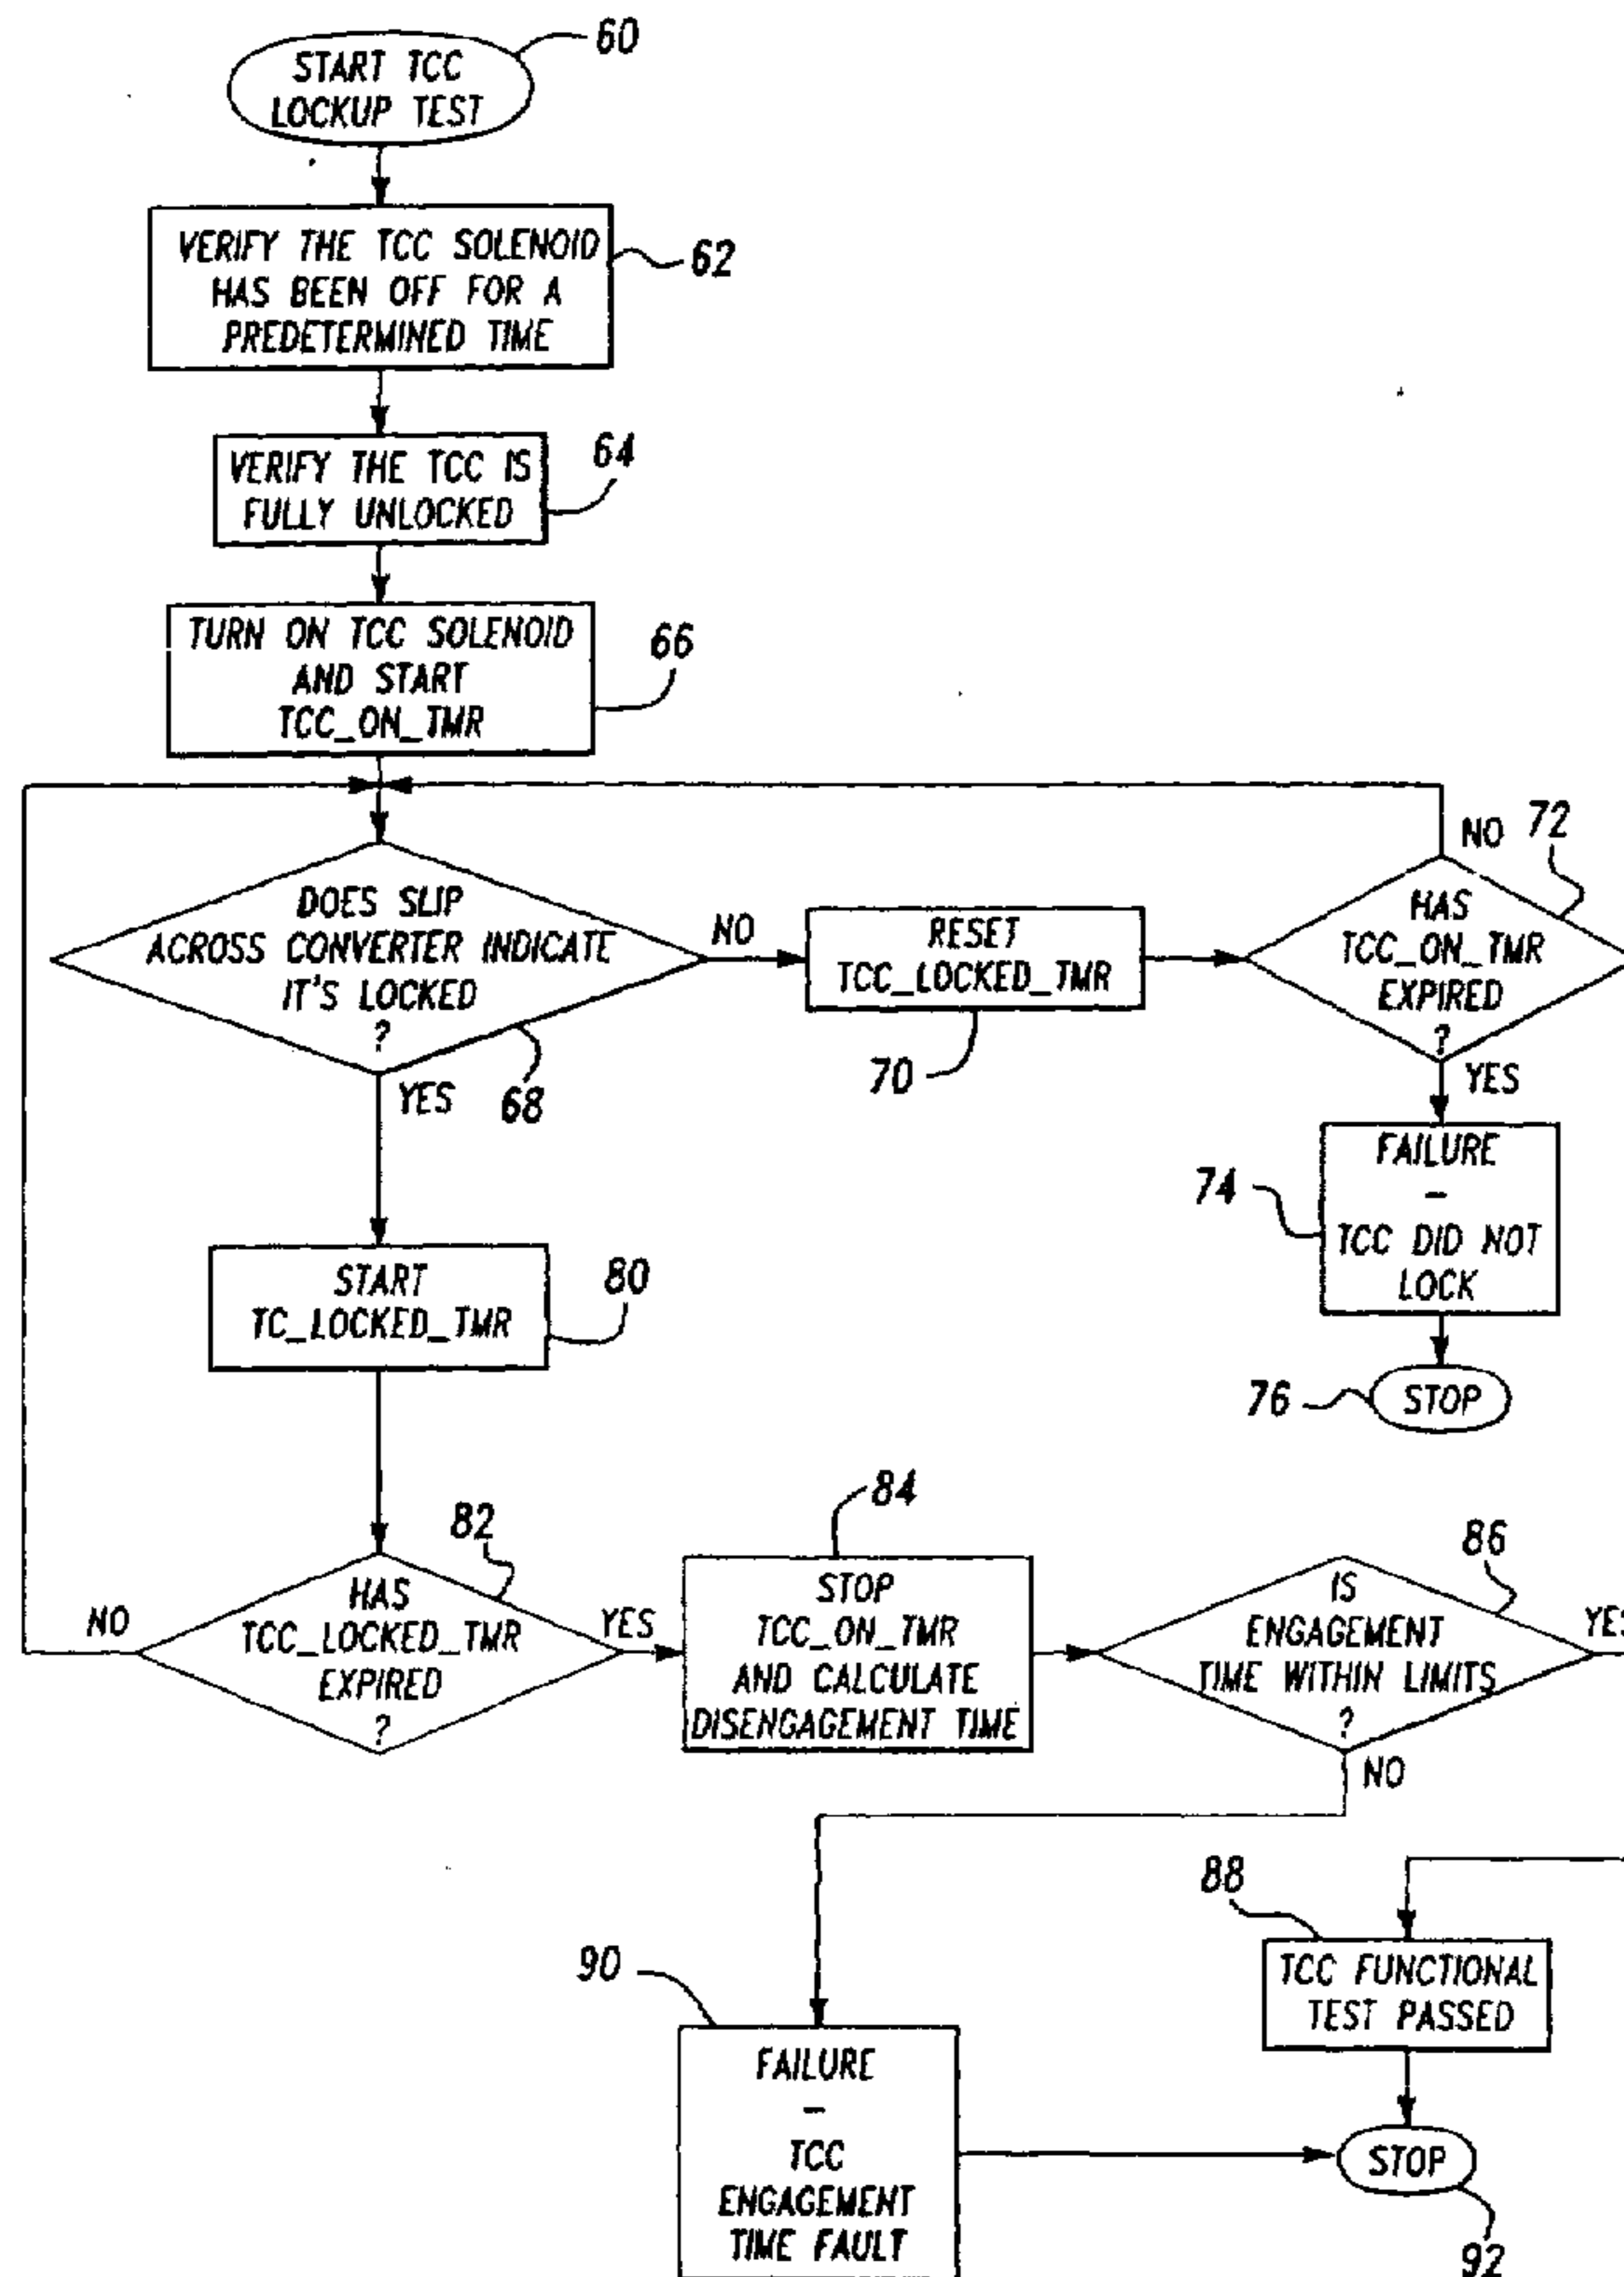 START TCC
LOCKUP TEST
60
VERIFY THE TCC SOLENOID
HAS BEEN OFF FOR A
PREDETERMINED TIME
62
VERIFY THE TCC IS
FULLY UNLOCKED
64
TURN ON TCC SOLENOID
AND START
TCC_ON_TMR
66
DOES SLIP
ACROSS CONVERTER INDICATE
IT'S LOCKED
?
68
NO
YES
RESET
TCC_LOCKED_TMR
70
HAS
TCC_ON_TMR
EXPIRED
?
72
NO
YES
FAILURE
-
TCC DID NOT
LOCK
74
STOP
76
START
TC_LOCKED_TMR
80
HAS
TCC_LOCKED_TMR
EXPIRED
?
82
NO
YES
STOP
TCC_ON_TMR
AND CALCULATE
DISENGAGEMENT TIME
84
IS
ENGAGEMENT
TIME WITHIN LIMITS
?
86
YES
NO
88
TCC FUNCTIONAL
TEST PASSED
90
FAILURE
-
TCC
ENGAGEMENT
TIME FAULT
STOP
92